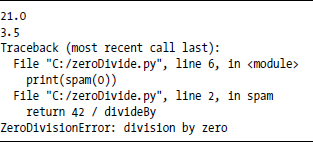 21.0
3.5
Traceback (most recent call last):
  File "C:/zeroDivide.py", line 6, in <module>
    print(spam(0))
  File "C:/zeroDivide.py", line 2, in spam
    return 42 / divideBy
ZeroDivisionError: division by zero